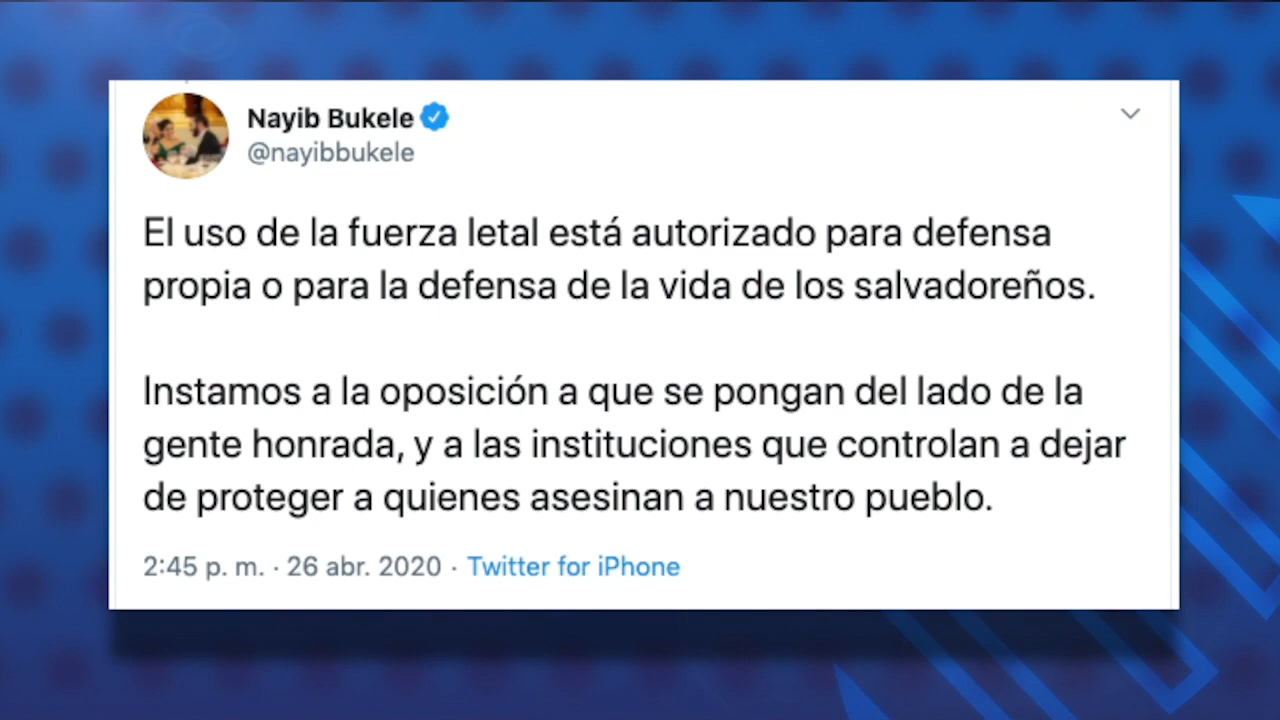 Nayib Bukele
@nayibbukele
El uso de la fuerza letal está autorizado para defensa
propia o para la defensa de la vida de los salvadoreños.
Instamos a la oposición a que se pongan del lado de la
gente honrada, y a las instituciones que controlan a dejar
de proteger a quienes asesinan a nuestro pueblo.
2:45 p. m. · 26 abr. 2020 · Twitter for iPhone